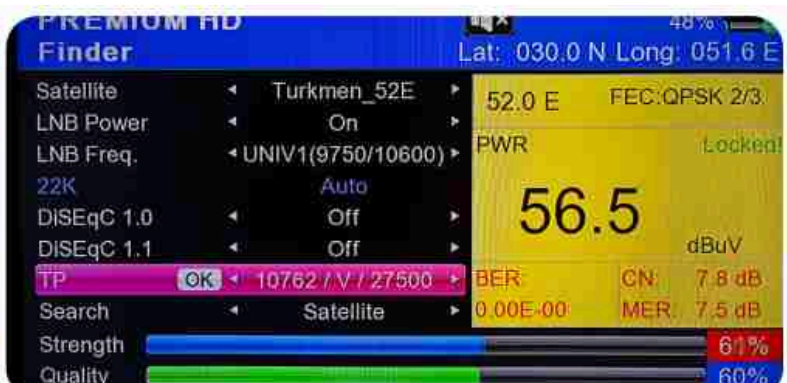 PREMIUM HD 48%
Finder Lat: 030.0 N Long: 051.6 E
Satellite Turkmen_52E
LNB Power On
LNB Freq. UNIV1(9750/10600)
22K Auto
DiSEqC 1.0 Off
DiSEqC 1.1 Off
TP OK 10762 / V / 27500
Search Satellite
Strength 61%
Quality 60%
52.0 E FEC:QPSK 2/3
PWR Locked!
56.5
dBuV
BER CN: 7.8 dB
0.00E-00 MER: 7.5 dB